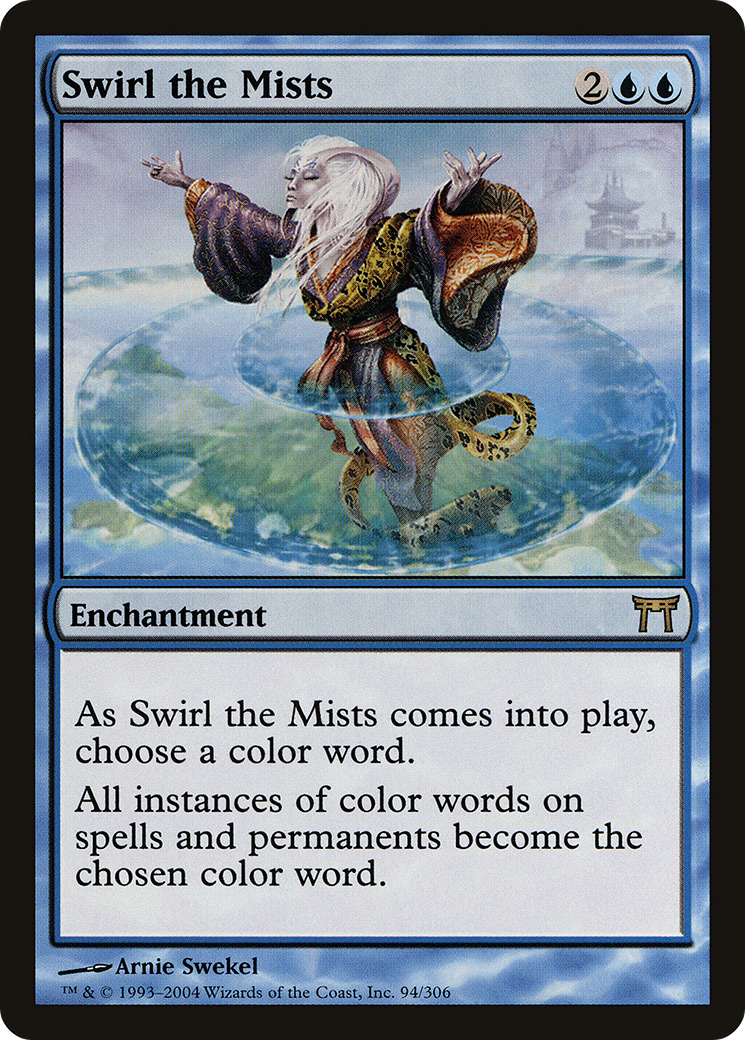 Swirl the Mists 2
Enchantment
As Swirl the Mists comes into play,
choose a color word.
All instances of color words on
spells and permanents become the
chosen color word.
Arnie Swekel
™ & © 1993–2004 Wizards of the Coast, Inc. 94/306